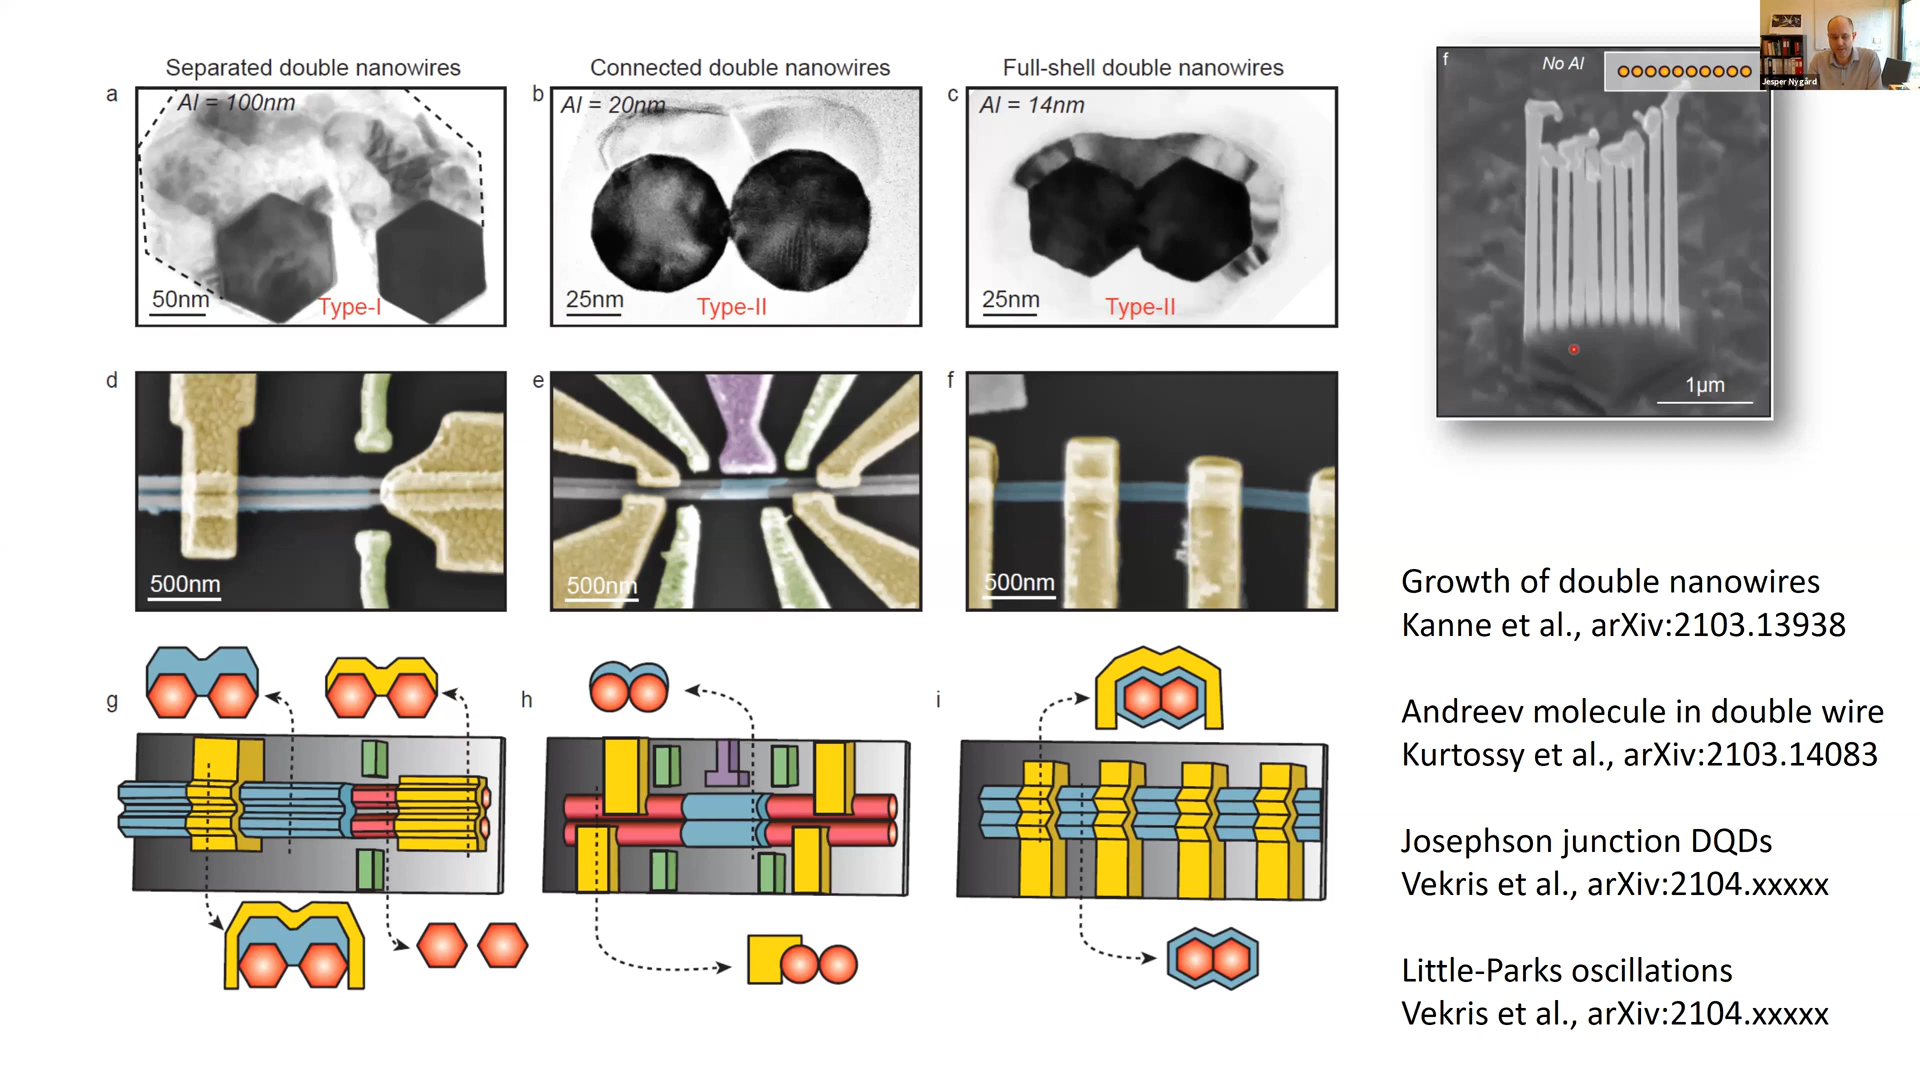 Separated double nanowires
Connected double nanowires
Full-shell double nanowires
a
Al = 100nm
50nm
Type-I
b
Al = 20nm
25nm
Type-II
c
Al = 14nm
25nm
Type-II
f
No Al
1µm
Jesper Nygård
d
500nm
e
500nm
f
500nm
g
h
i
Growth of double nanowires
Kanne et al., arXiv:2103.13938
Andreev molecule in double wire
Kurtossy et al., arXiv:2103.14083
Josephson junction DQDs
Vekris et al., arXiv:2104.xxxxx
Little-Parks oscillations
Vekris et al., arXiv:2104.xxxxx